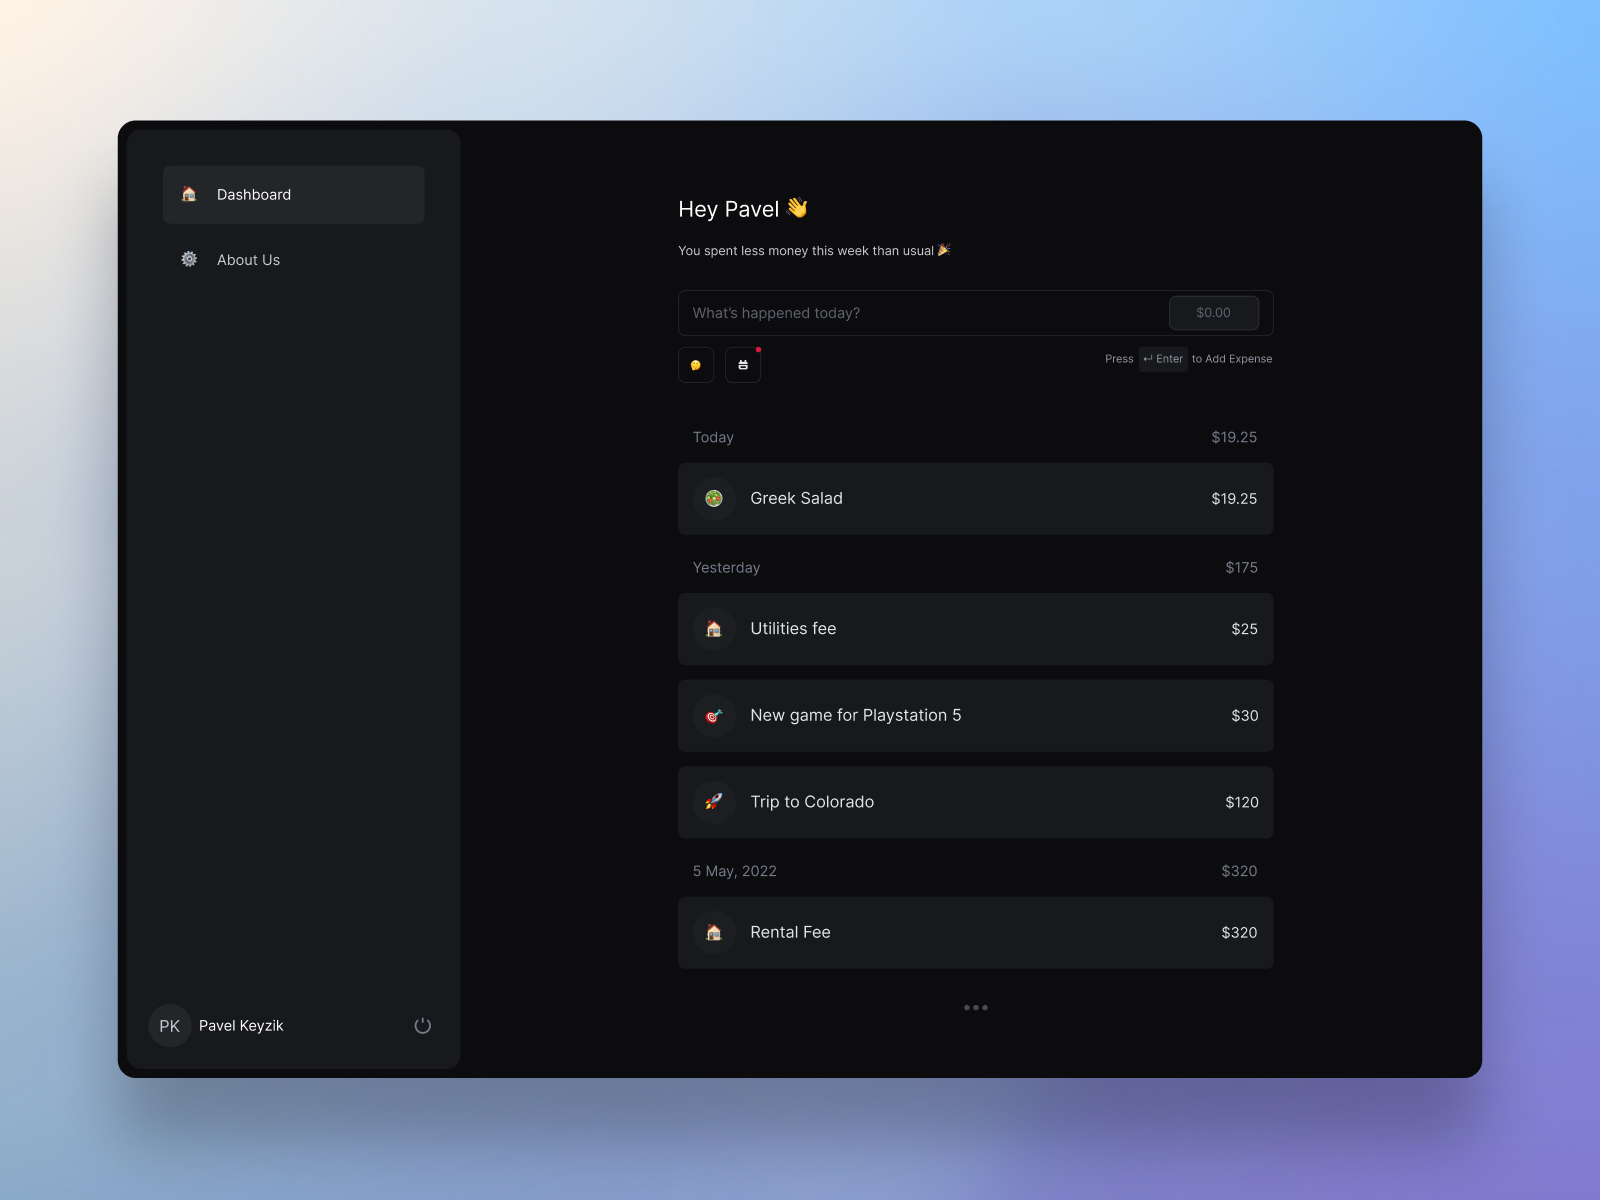 Dashboard
About Us
PK Pavel Keyzik
Hey Pavel 👋
You spent less money this week than usual 🎉
What's happened today? $0.00
Press ↵ Enter to Add Expense
Today $19.25
Greek Salad $19.25
Yesterday $175
Utilities fee $25
New game for Playstation 5 $30
Trip to Colorado $120
5 May, 2022 $320
Rental Fee $320